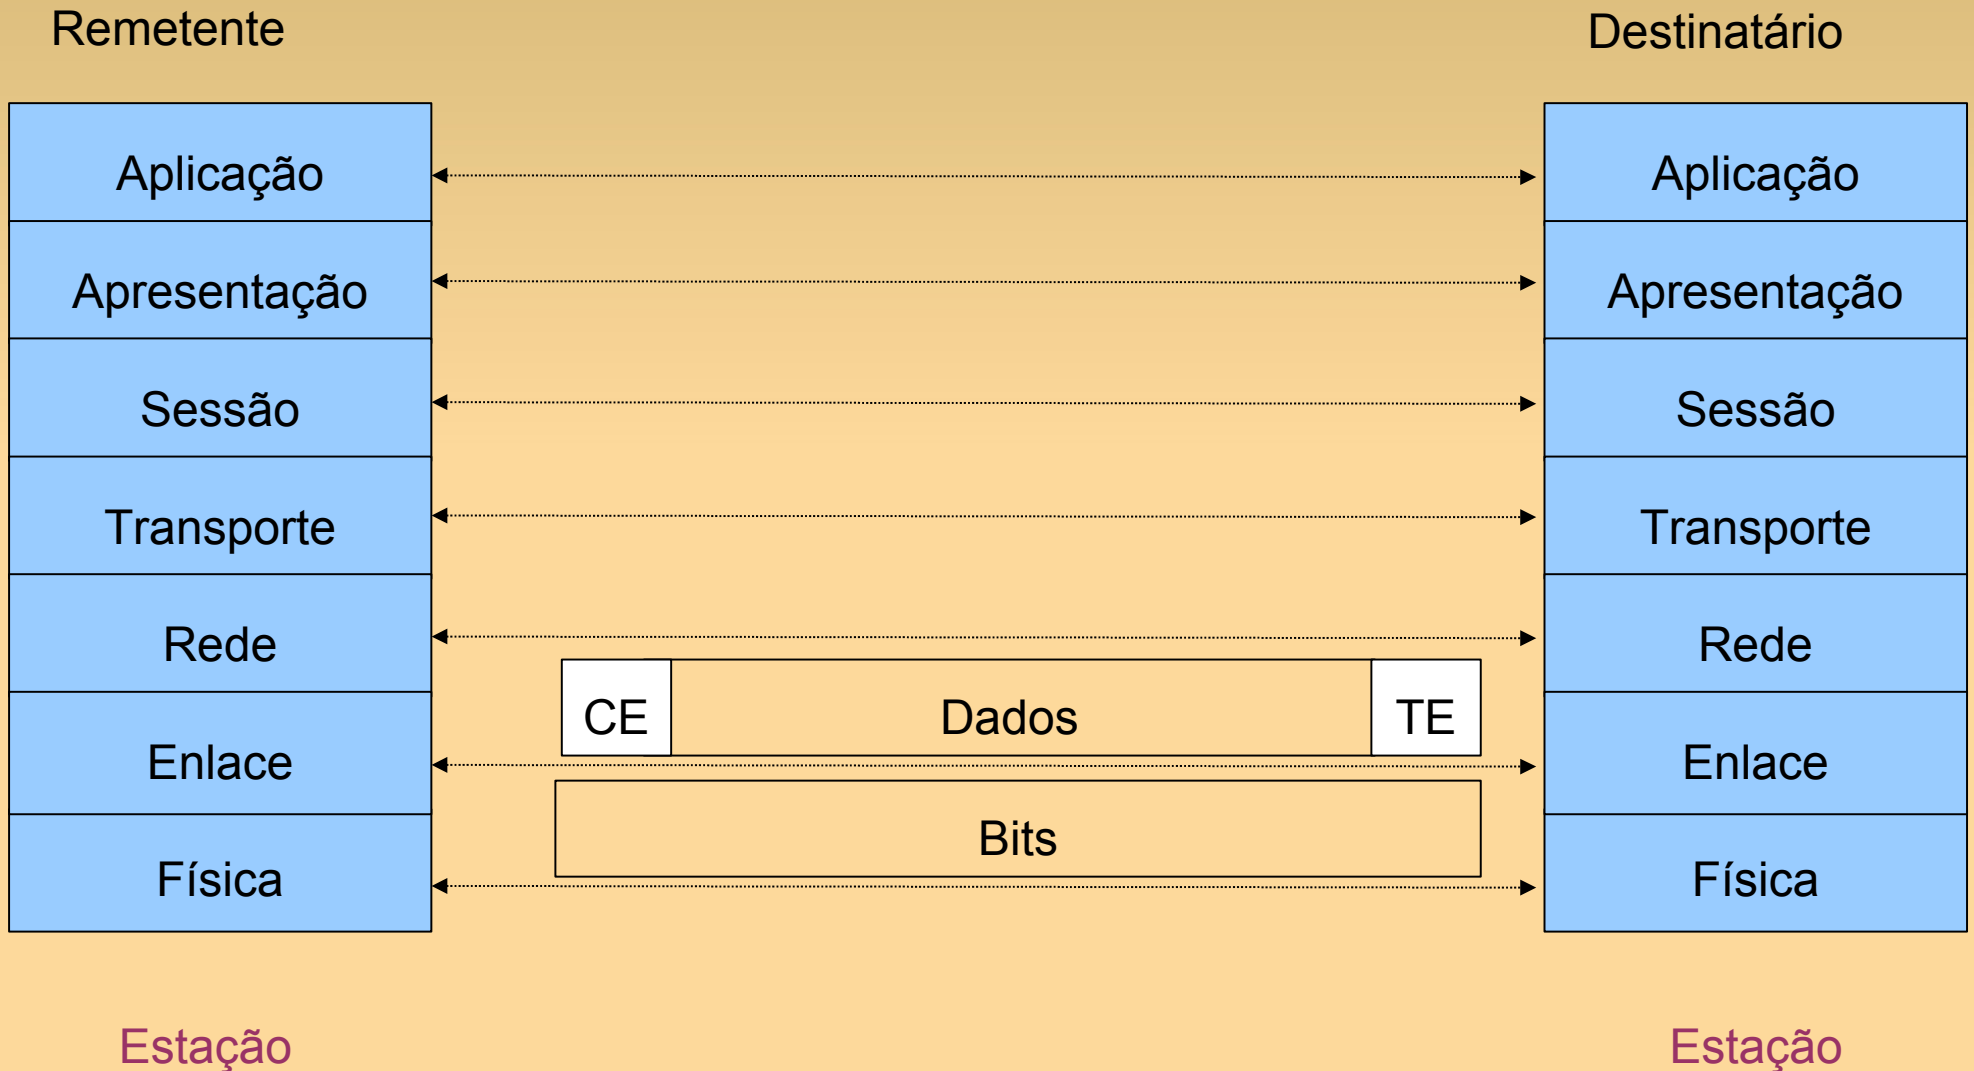 Remetente
Destinatário
Aplicação
Aplicação
Apresentação
Apresentação
Sessão
Sessão
Transporte
Transporte
Rede
Rede
CE
Dados
TE
Enlace
Enlace
Bits
Física
Física
Estação
Estação